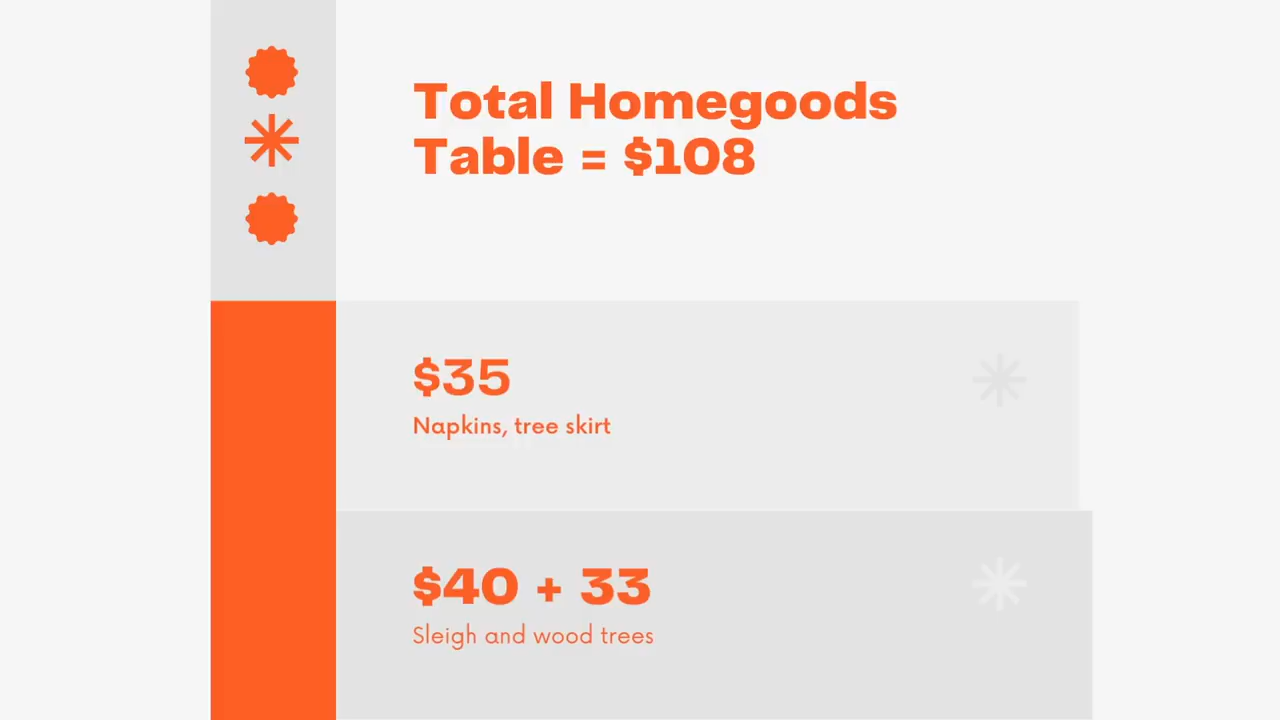 Total Homegoods
Table = $108
$35
Napkins, tree skirt
$40 + 33
Sleigh and wood trees